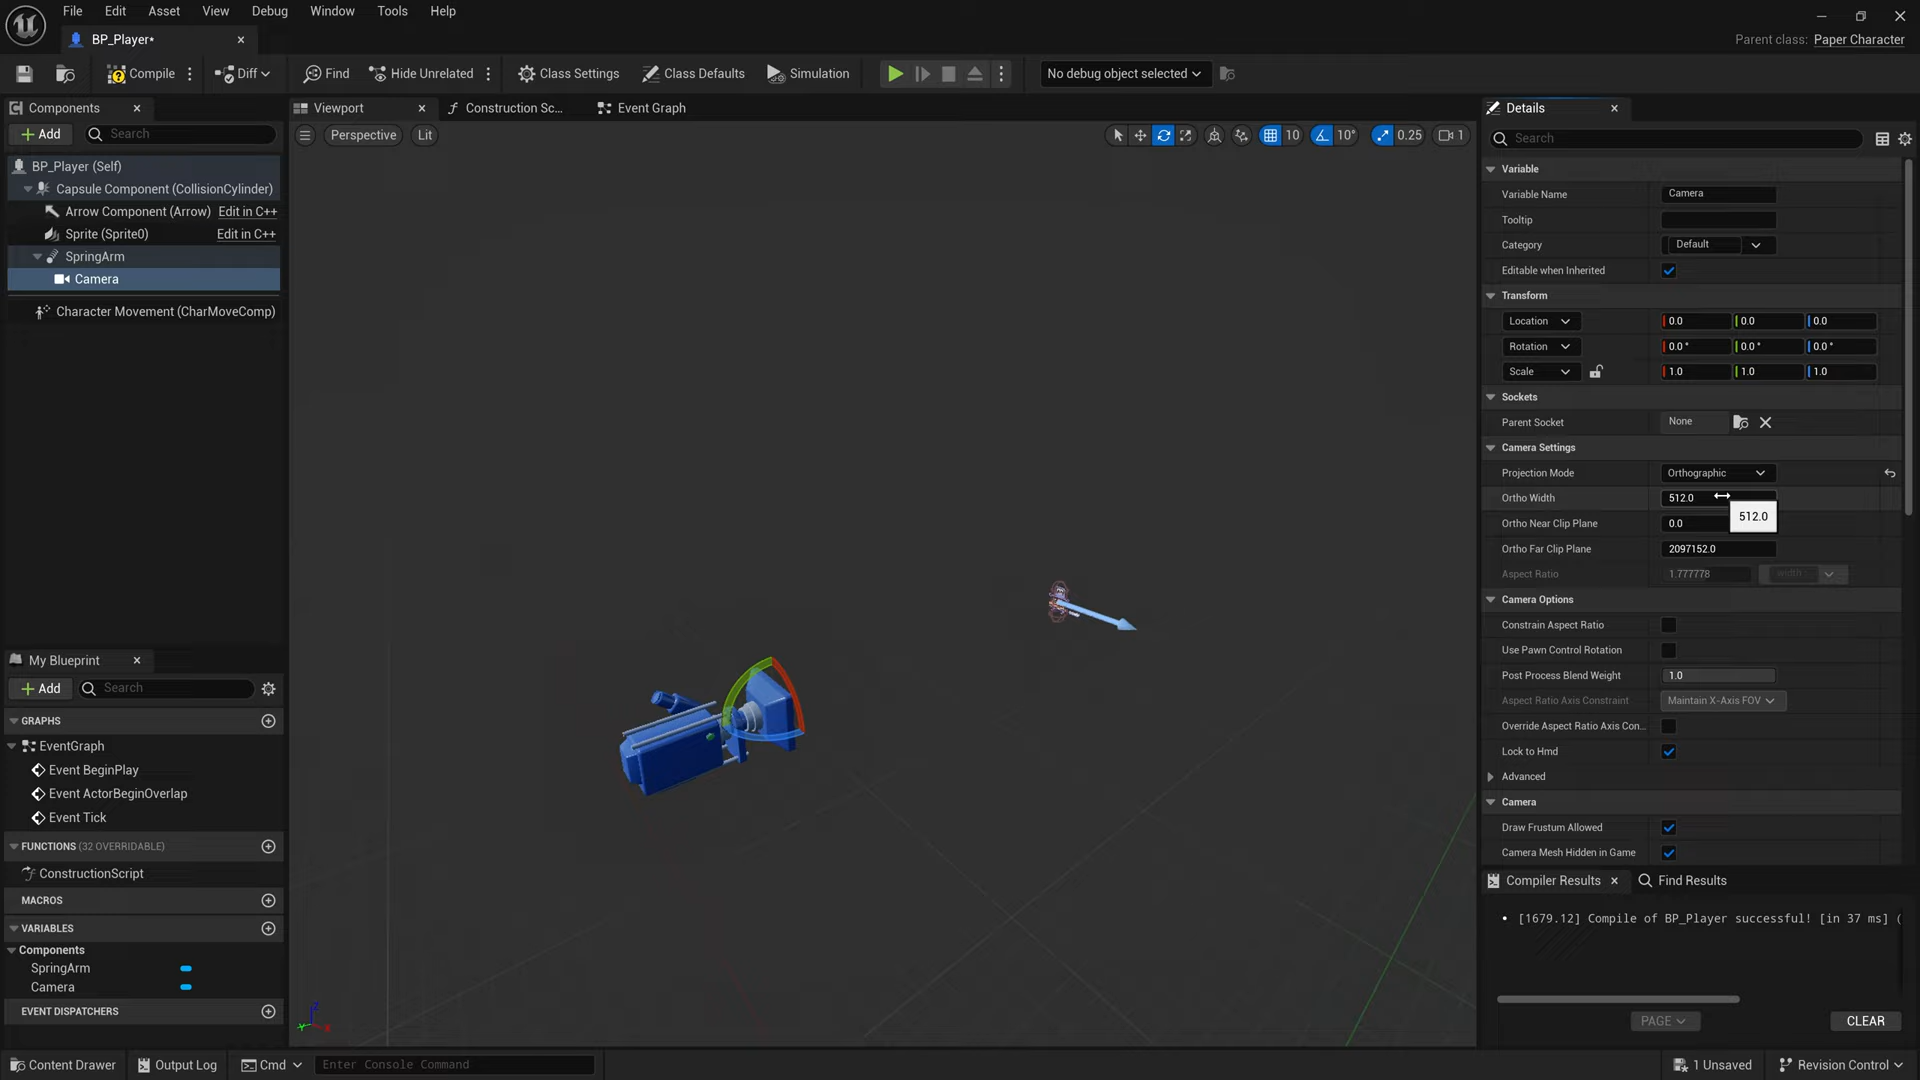 File Edit Asset View Debug Window Tools Help
BP_Player*
Parent class: Paper Character
Compile Diff Find Hide Unrelated Class Settings Class Defaults Simulation No debug object selected
Components
Add Search
BP_Player (Self)
Capsule Component (CollisionCylinder)
Arrow Component (Arrow) Edit in C++
Sprite (Sprite0) Edit in C++
SpringArm
Camera
Character Movement (CharMoveComp)
My Blueprint
Add Search
GRAPHS
EventGraph
Event BeginPlay
Event ActorBeginOverlap
Event Tick
FUNCTIONS (32 OVERRIDABLE)
ConstructionScript
MACROS
VARIABLES
Components
SpringArm
Camera
EVENT DISPATCHERS
Viewport Construction Sc... Event Graph
Perspective Lit 10 10° 0.25 1
Z
Y X
Details
Search
Variable
Variable Name Camera
Tooltip
Category Default
Editable when Inherited
Transform
Location 0.0 0.0 0.0
Rotation 0.0 ° 0.0 ° 0.0 °
Scale 1.0 1.0 1.0
Sockets
Parent Socket None
Camera Settings
Projection Mode Orthographic
Ortho Width 512.0
512.0
Ortho Near Clip Plane 0.0
Ortho Far Clip Plane 2097152.0
Aspect Ratio 1.777778 width
Camera Options
Constrain Aspect Ratio
Use Pawn Control Rotation
Post Process Blend Weight 1.0
Aspect Ratio Axis Constraint Maintain X-Axis FOV
Override Aspect Ratio Axis Con...
Lock to Hmd
Advanced
Camera
Draw Frustum Allowed
Camera Mesh Hidden in Game
Compiler Results Find Results
• [1679.12] Compile of BP_Player successful! [in 37 ms] (
PAGE CLEAR
Content Drawer Output Log Cmd Enter Console Command 1 Unsaved Revision Control